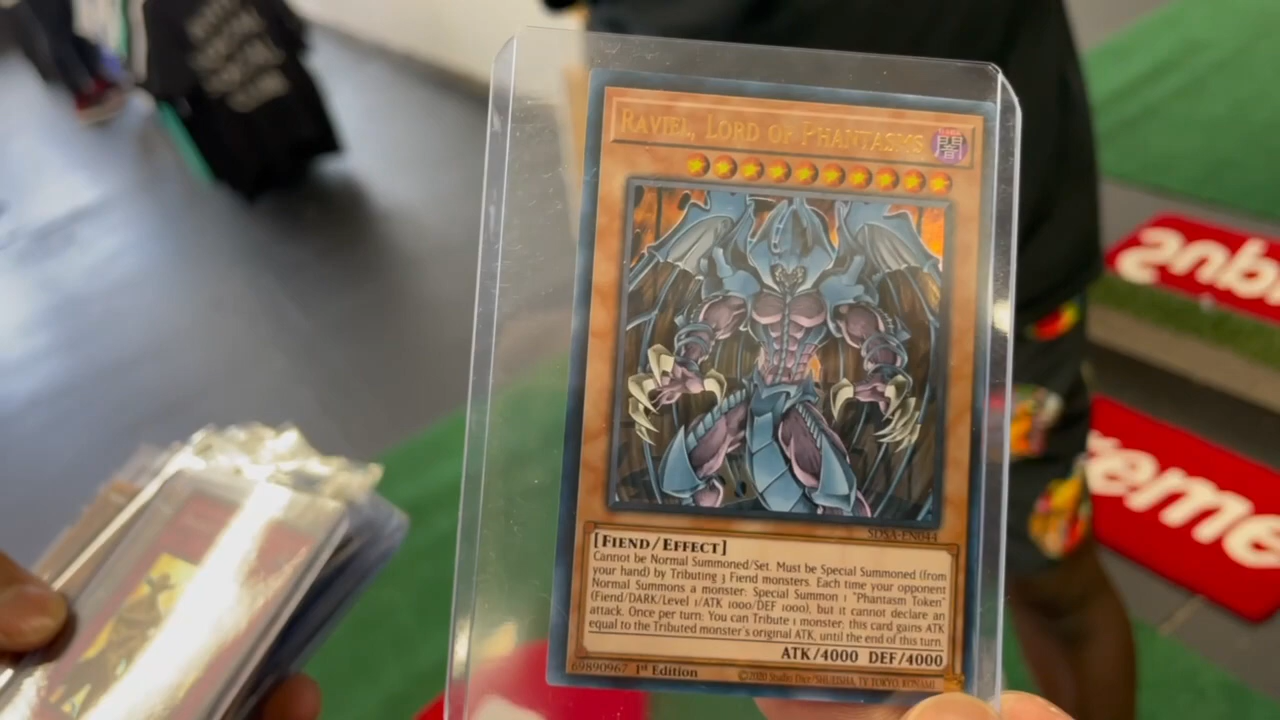 RAVIEL, LORD OF PHANTASMS
闇
SDSA-EN044
[FIEND/EFFECT]
Cannot be Normal Summoned/Set. Must be Special Summoned (from
your hand) by Tributing 3 Fiend monsters. Each time your opponent
Normal Summons a monster: Special Summon 1 "Phantasm Token"
(Fiend/DARK/Level 1/ATK 1000/DEF 1000), but it cannot declare an
attack. Once per turn: You can Tribute 1 monster; this card gains ATK
equal to the Tributed monster's original ATK, until the end of this turn.
ATK/4000 DEF/4000
69890967 1st Edition
©2020 Studio Dice/SHUEISHA, TV TOKYO, KONAMI
reme